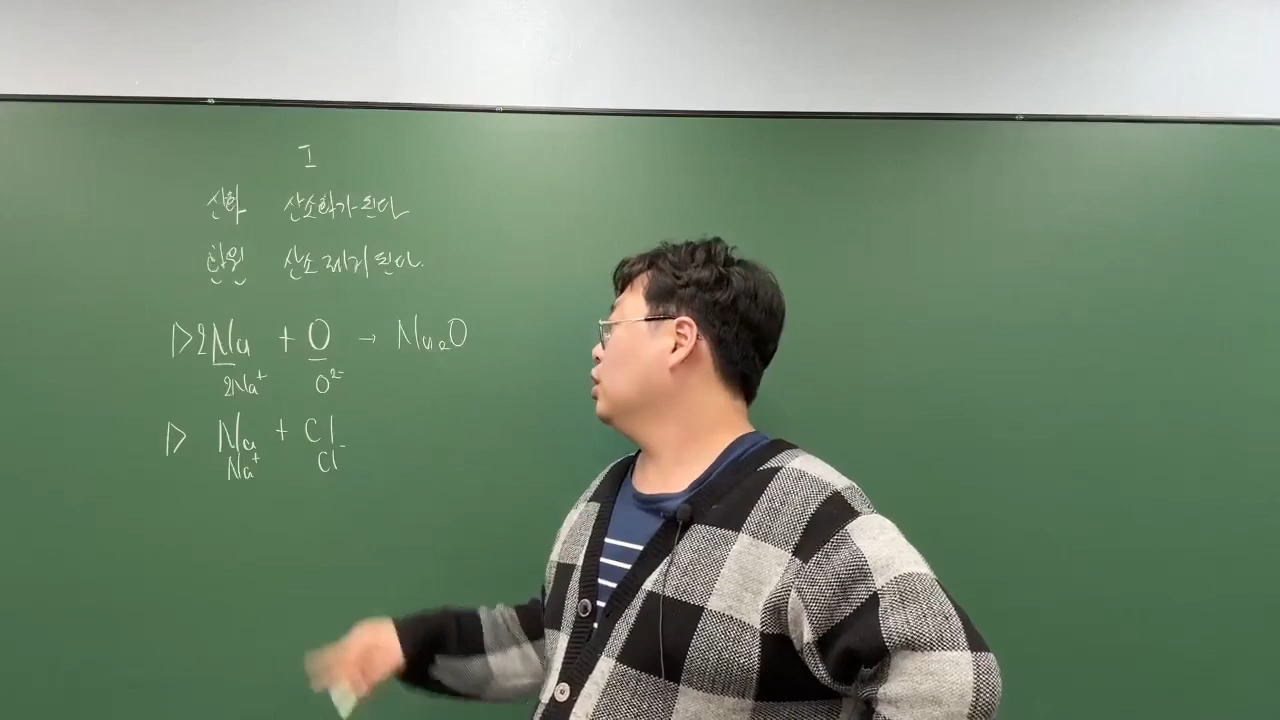 I
산화 산소화가 된다
환원 산소 제거 된다.
▷ 2Na + O → Na₂O
2Na⁺ O²⁻
▷ Na + Cl
Na⁺ Cl⁻